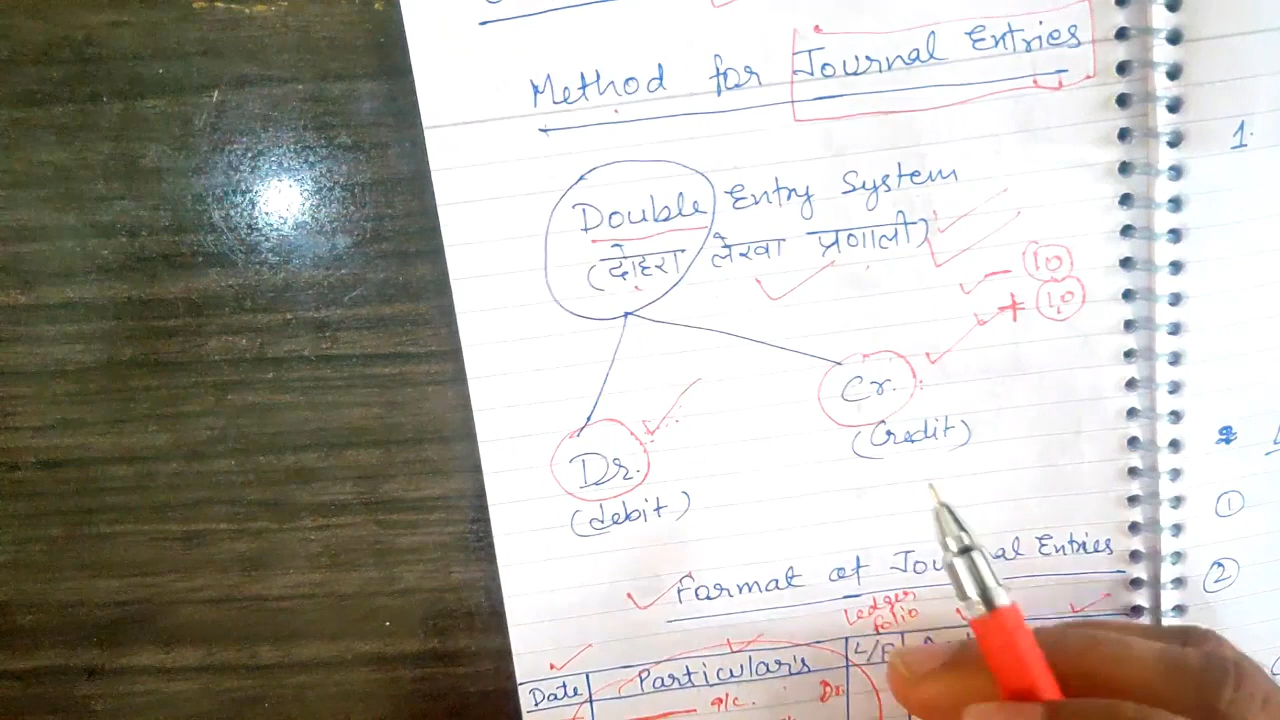 Method for Journal Entries
Double Entry System
(दोहरा लेखा प्रणाली)
- 10
+ 10
Dr.
(debit)
Cr.
(Credit)
Format of Jou al Entries
Ledger
folio
Date Particular's L/F
a/c. Dr.
1.
①
②